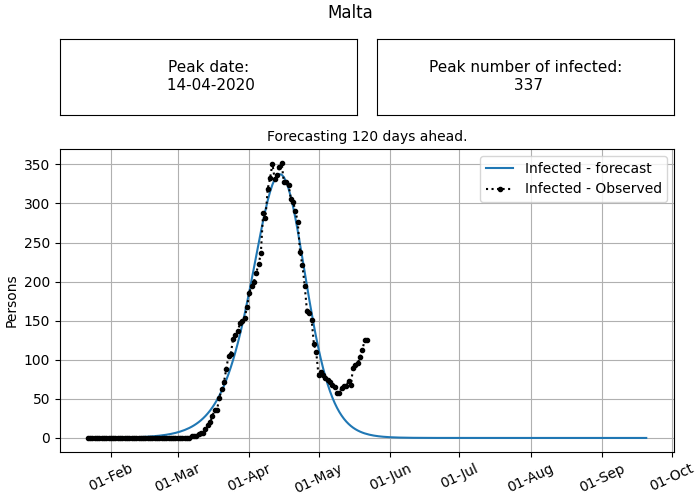 Malta
Peak date:
14-04-2020
Peak number of infected:
337
Forecasting 120 days ahead.
Infected - forecast
Infected - Observed
Persons
350
300
250
200
150
100
50
0
01-Feb
01-Mar
01-Apr
01-May
01-Jun
01-Jul
01-Aug
01-Sep
01-Oct